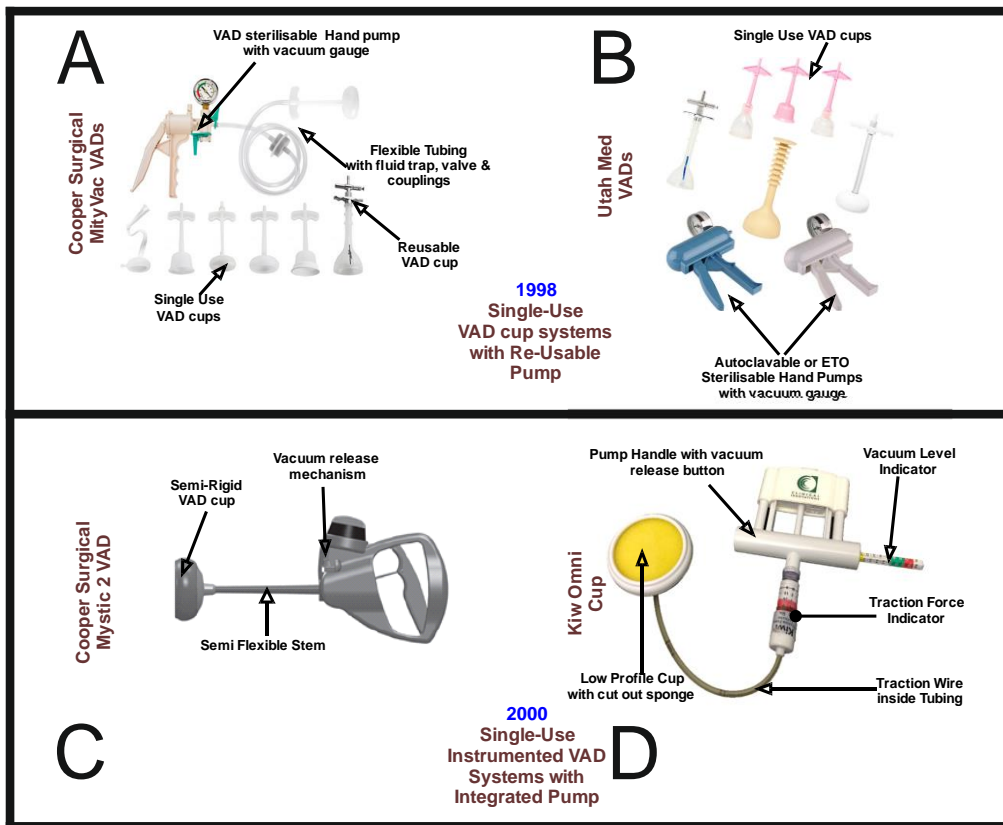 A
VAD sterilisable Hand pump
with vacuum gauge
Cooper Surgical
MityVac VADs
Flexible Tubing
with fluid trap, valve &
couplings
Reusable
VAD cup
Single Use
VAD cups
B
Single Use VAD cups
Utah Med
VADs
Autoclavable or ETO
Sterilisable Hand Pumps
with vacuum gauge
1998
Single-Use
VAD cup systems
with Re-Usable
Pump
C
Cooper Surgical
Mystic 2 VAD
Semi-Rigid
VAD cup
Vacuum release
mechanism
Semi Flexible Stem
2000
Single-Use
Instrumented VAD
Systems with
Integrated Pump
D
Kiw Omni
Cup
Pump Handle with vacuum
release button
Vacuum Level
Indicator
CLINICAL
Traction Force
Indicator
Kiwi
Low Profile Cup
with cut out sponge
Traction Wire
inside Tubing